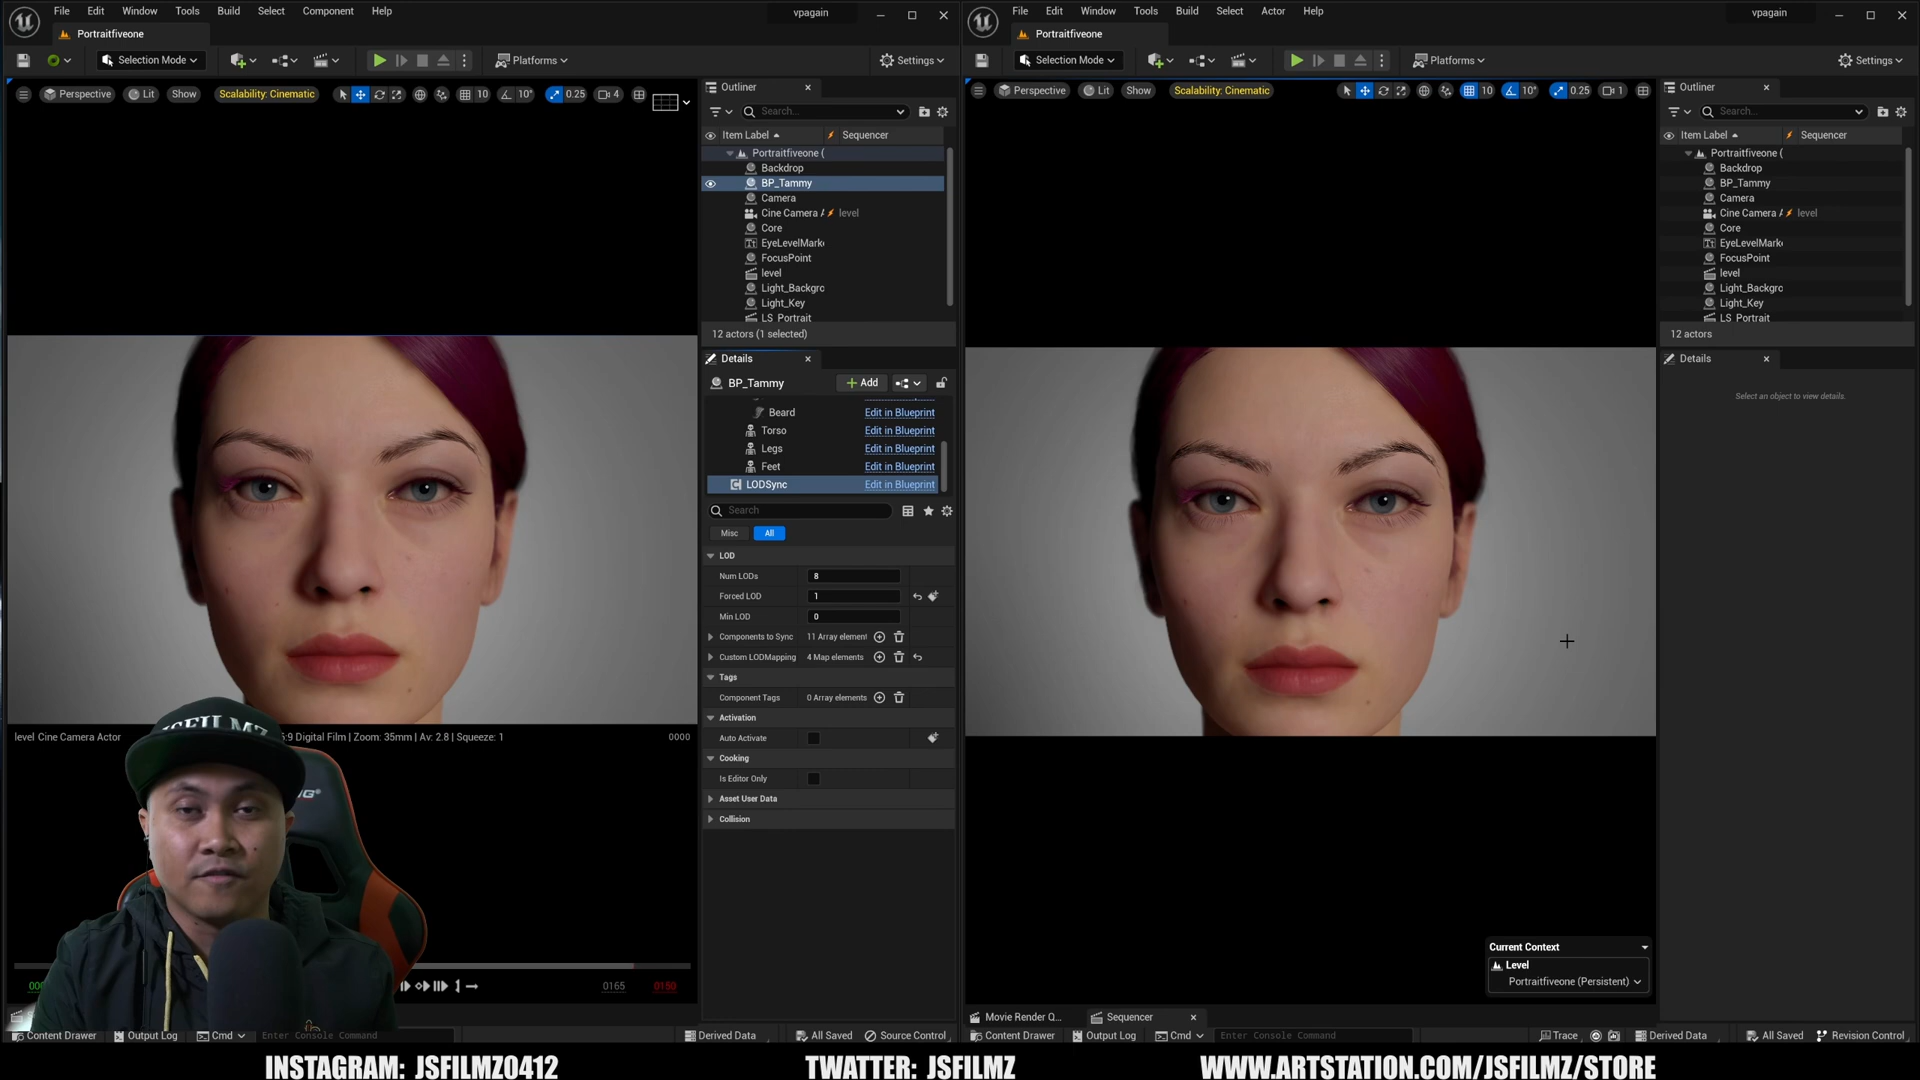 File Edit Window Tools Build Select Component Help
vpagain
Portraitfiveone
Selection Mode
Platforms
Settings
Perspective Lit Show Scalability: Cinematic 10 10° 0.25 4
Outliner
Search...
Item Label Sequencer
Portraitfiveone (
Backdrop
BP_Tammy
Camera
Cine Camera A level
Core
EyeLevelMarke
FocusPoint
level
Light_Backgro
Light_Key
LS_Portrait
12 actors (1 selected)
Details
BP_Tammy
Add
Beard Edit in Blueprint
Torso Edit in Blueprint
Legs Edit in Blueprint
Feet Edit in Blueprint
LODSync Edit in Blueprint
Search
Misc All
LOD
Num LODs 8
Forced LOD 1
Min LOD 0
Components to Sync 11 Array element
Custom LODMapping 4 Map elements
Tags
Component Tags 0 Array elements
Activation
Auto Activate
Cooking
Is Editor Only
Asset User Data
Collision
level Cine Camera Actor
:9 Digital Film | Zoom: 35mm | Av: 2.8 | Squeeze: 1
0000
0165 0150
Content Drawer Output Log Cmd Enter Console Command
Derived Data All Saved Source Control
File Edit Window Tools Build Select Actor Help
vpagain
Portraitfiveone
Selection Mode
Platforms
Settings
Perspective Lit Show Scalability: Cinematic 10 10° 0.25 1
Outliner
Search...
Item Label Sequencer
Portraitfiveone (
Backdrop
BP_Tammy
Camera
Cine Camera A level
Core
EyeLevelMarke
FocusPoint
level
Light_Backgro
Light_Key
LS_Portrait
12 actors
Details
Select an object to view details.
Current Context
Level
Portraitfiveone (Persistent)
Movie Render Q... Sequencer
Content Drawer Output Log Cmd Enter Console Command
Trace Derived Data All Saved Revision Control
INSTAGRAM: JSFILMZ0412
TWATTER: JSFILMZ
WWW.ARTSTATION.COM/JSFILMZ/STORE